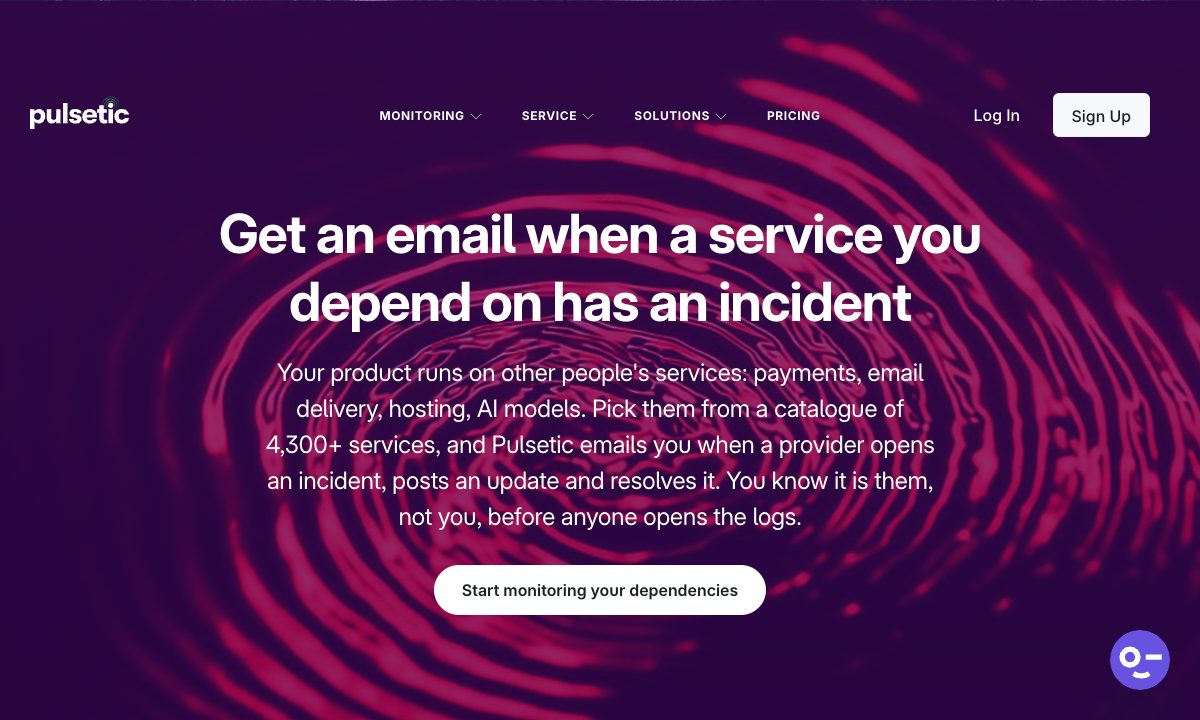 pulsetic
MONITORING
SERVICE
SOLUTIONS
PRICING
Log In
Sign Up
Get an email when a service you
depend on has an incident
Your product runs on other people's services: payments, email
delivery, hosting, AI models. Pick them from a catalogue of
4,300+ services, and Pulsetic emails you when a provider opens
an incident, posts an update and resolves it. You know it is them,
not you, before anyone opens the logs.
Start monitoring your dependencies